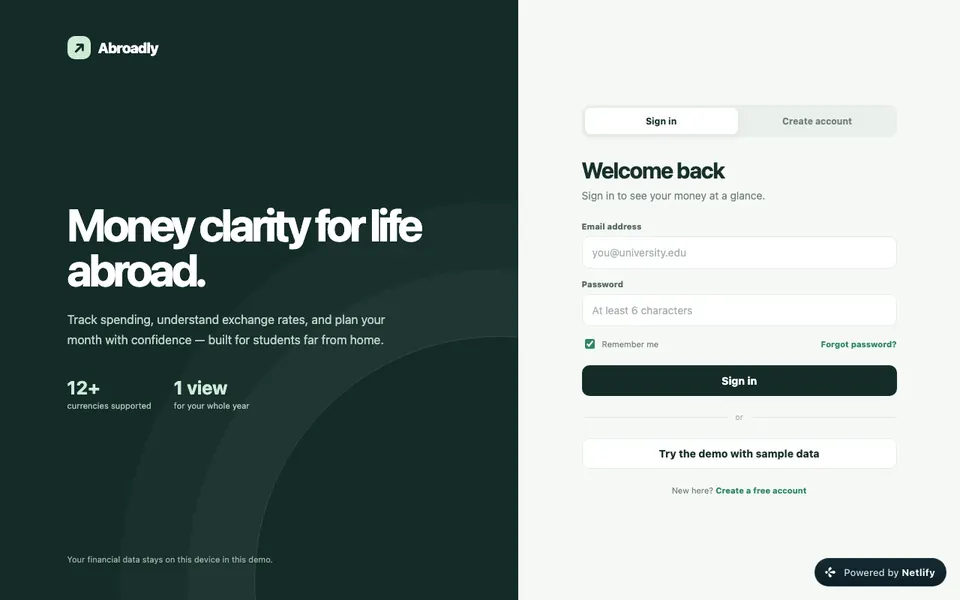 Abroadly
Money clarity for life
abroad.
Track spending, understand exchange rates, and plan your
month with confidence — built for students far from home.
12+
currencies supported
1 view
for your whole year
Your financial data stays on this device in this demo.
Sign in
Create account
Welcome back
Sign in to see your money at a glance.
Email address
you@university.edu
Password
At least 6 characters
Remember me
Forgot password?
Sign in
or
Try the demo with sample data
New here? Create a free account
Powered by Netlify